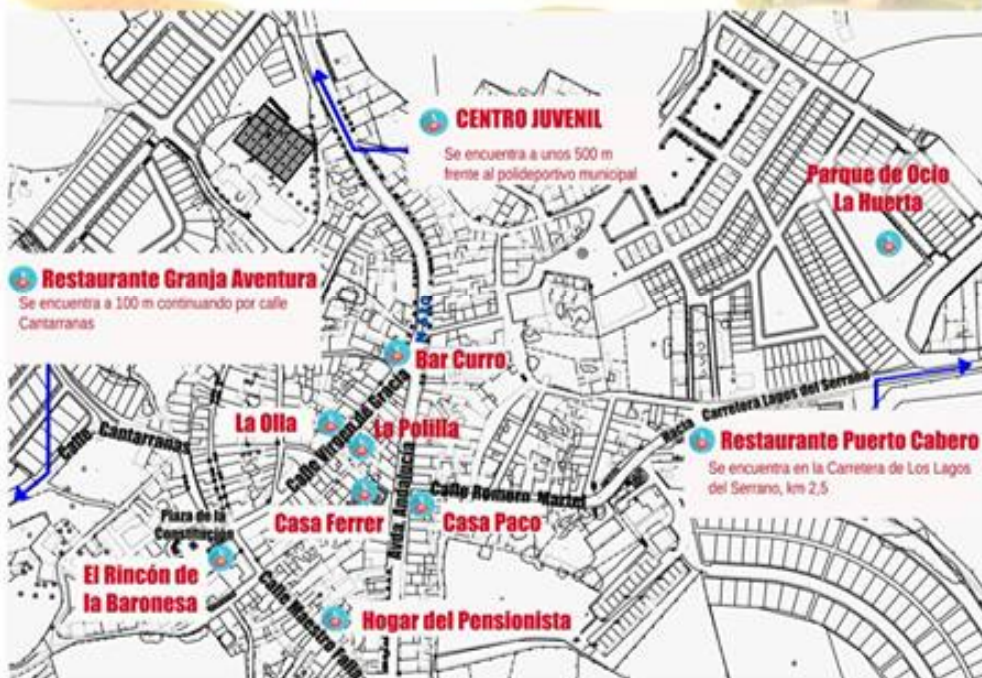 CENTRO JUVENIL
Se encuentra a unos 500 m
frente al polideportivo municipal
Parque de Ocio
La Huerta
Restaurante Granja Aventura
Se encuentra a 100 m continuando por calle
Cantarranas
Bar Curro
Carretera Lagos del Serrano
Hacia
La Olla
La Polilla
Calle Virgen de Gracia
Calle Cantarranas
Restaurante Puerto Cabero
Se encuentra en la Carretera de Los Lagos
del Serrano, km 2,5
Casa Ferrer
Avda. Andalucía
Calle Romero Martel
Casa Paco
Plaza de la
Constitución
El Rincón de
la Baronesa
Calle Maestro
Hogar del Pensionista